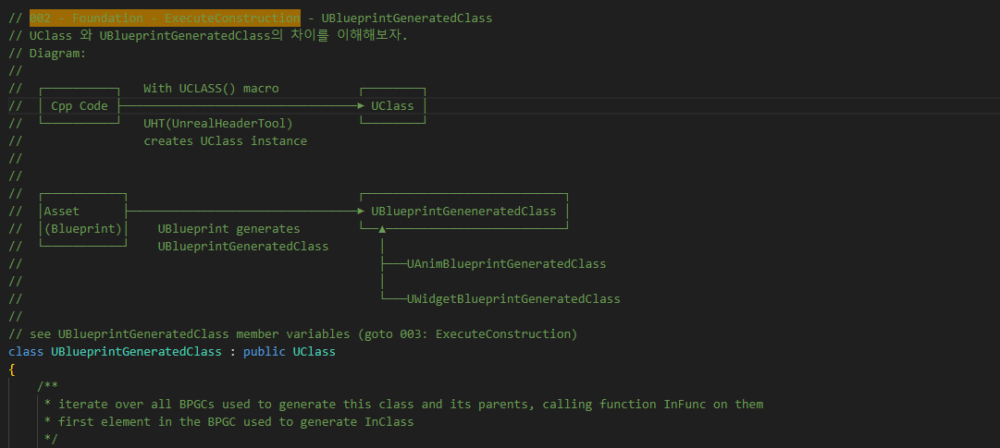 // 002 - Foundation - ExecuteConstruction - UBlueprintGeneratedClass
// UClass 와 UBlueprintGeneratedClass의 차이를 이해해보자.
// Diagram:
//
// With UCLASS() macro
// Cpp Code UClass
// UHT(UnrealHeaderTool)
// creates UClass instance
//
//
//
// Asset UBlueprintGeneneratedClass
// (Blueprint) UBlueprint generates
// UBlueprintGeneratedClass
// UAnimBlueprintGeneratedClass
//
// UWidgetBlueprintGeneratedClass
//
// see UBlueprintGeneratedClass member variables (goto 003: ExecuteConstruction)
class UBlueprintGeneratedClass : public UClass
{
/**
* iterate over all BPGCs used to generate this class and its parents, calling function InFunc on them
* first element in the BPGC used to generate InClass
*/